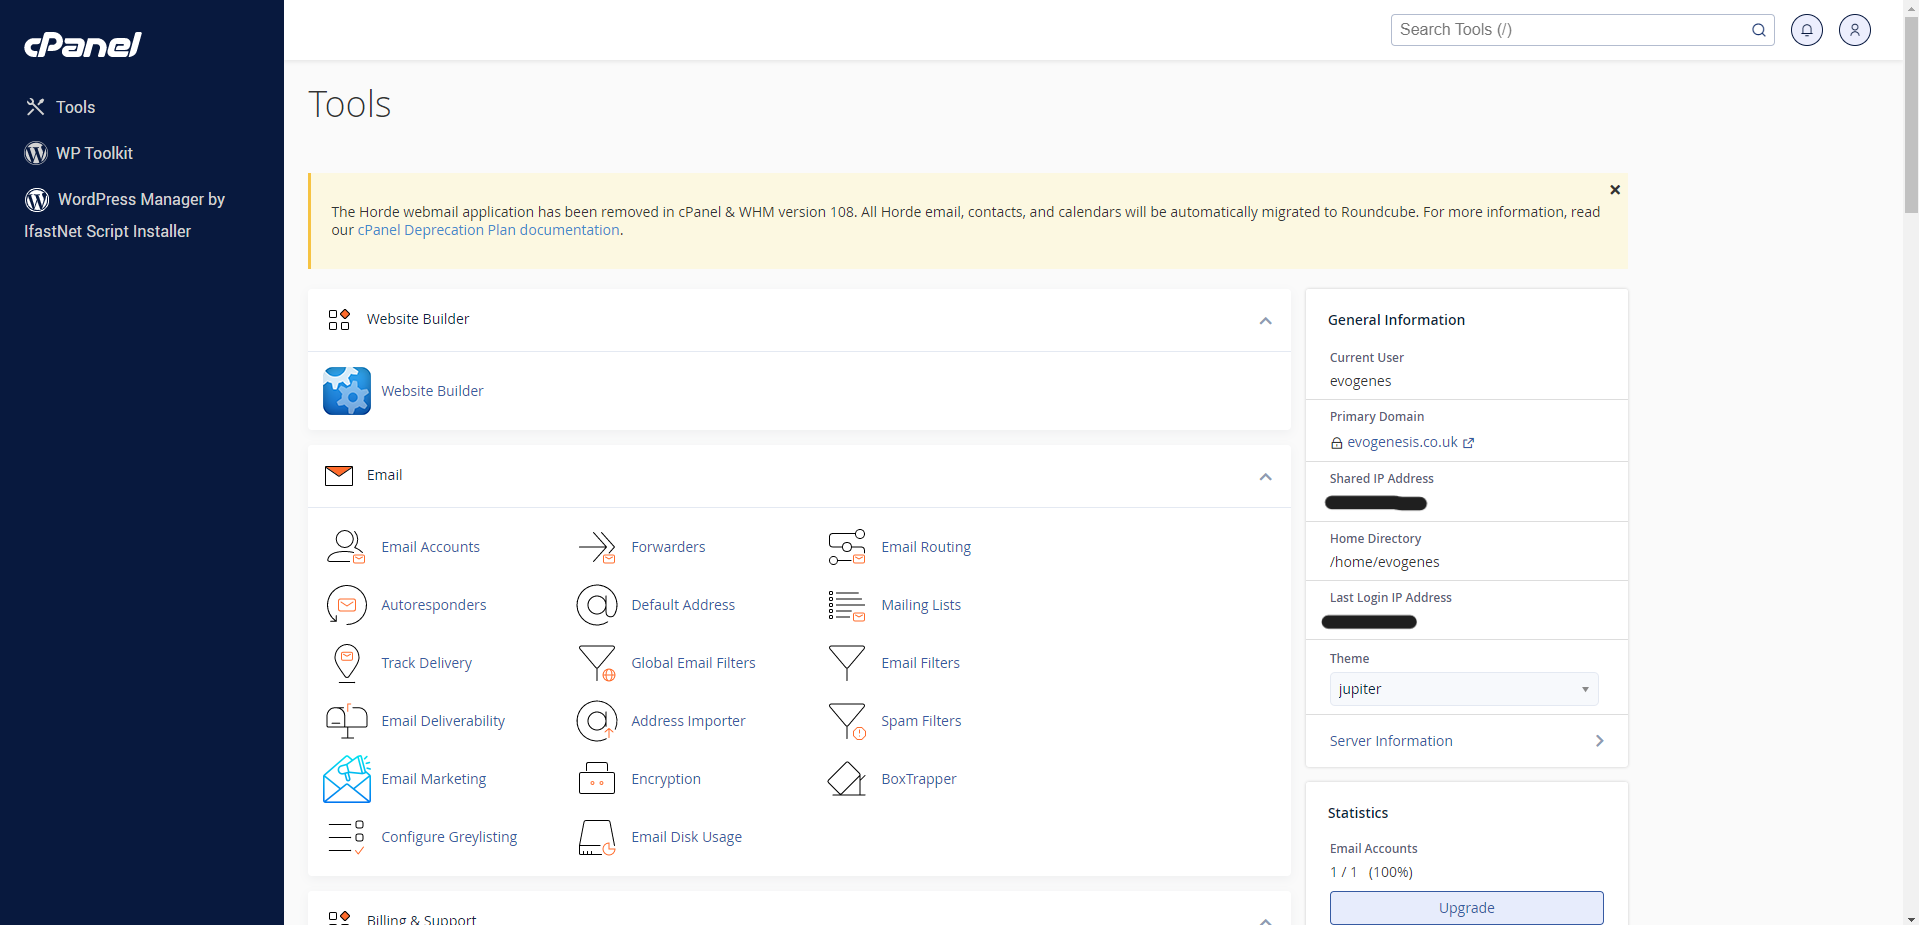 cPanel
Tools
WP Toolkit
WordPress Manager by
IfastNet Script Installer
Search Tools (/)
Tools
The Horde webmail application has been removed in cPanel & WHM version 108. All Horde email, contacts, and calendars will be automatically migrated to Roundcube. For more information, read
our cPanel Deprecation Plan documentation.
Website Builder
Website Builder
Email
Email Accounts
Forwarders
Email Routing
Autoresponders
Default Address
Mailing Lists
Track Delivery
Global Email Filters
Email Filters
Email Deliverability
Address Importer
Spam Filters
Email Marketing
Encryption
BoxTrapper
Configure Greylisting
Email Disk Usage
Billing & Support
General Information
Current User
evogenes
Primary Domain
evogenesis.co.uk
Shared IP Address
Home Directory
/home/evogenes
Last Login IP Address
Theme
jupiter
Server Information
Statistics
Email Accounts
1 / 1 (100%)
Upgrade